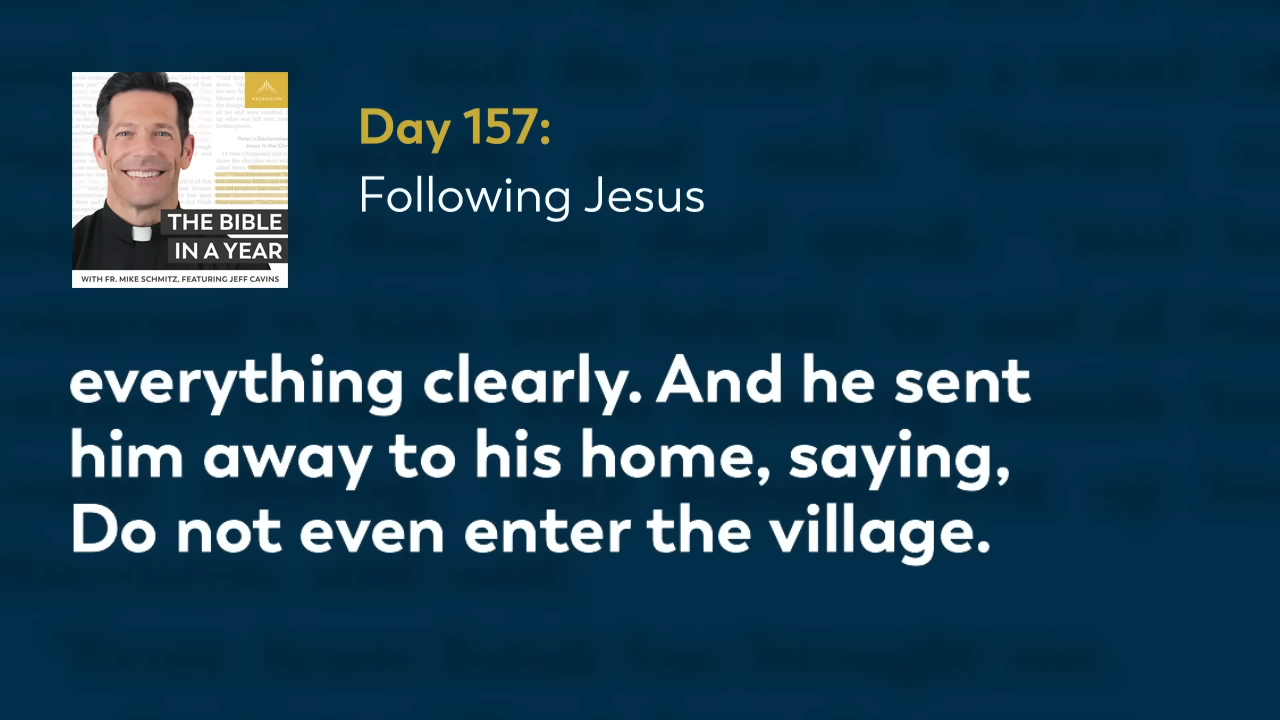 ASCENSION
THE BIBLE
IN A YEAR
WITH FR. MIKE SCHMITZ, FEATURING JEFF CAVINS
Day 157:
Following Jesus
everything clearly. And he sent
him away to his home, saying,
Do not even enter the village.